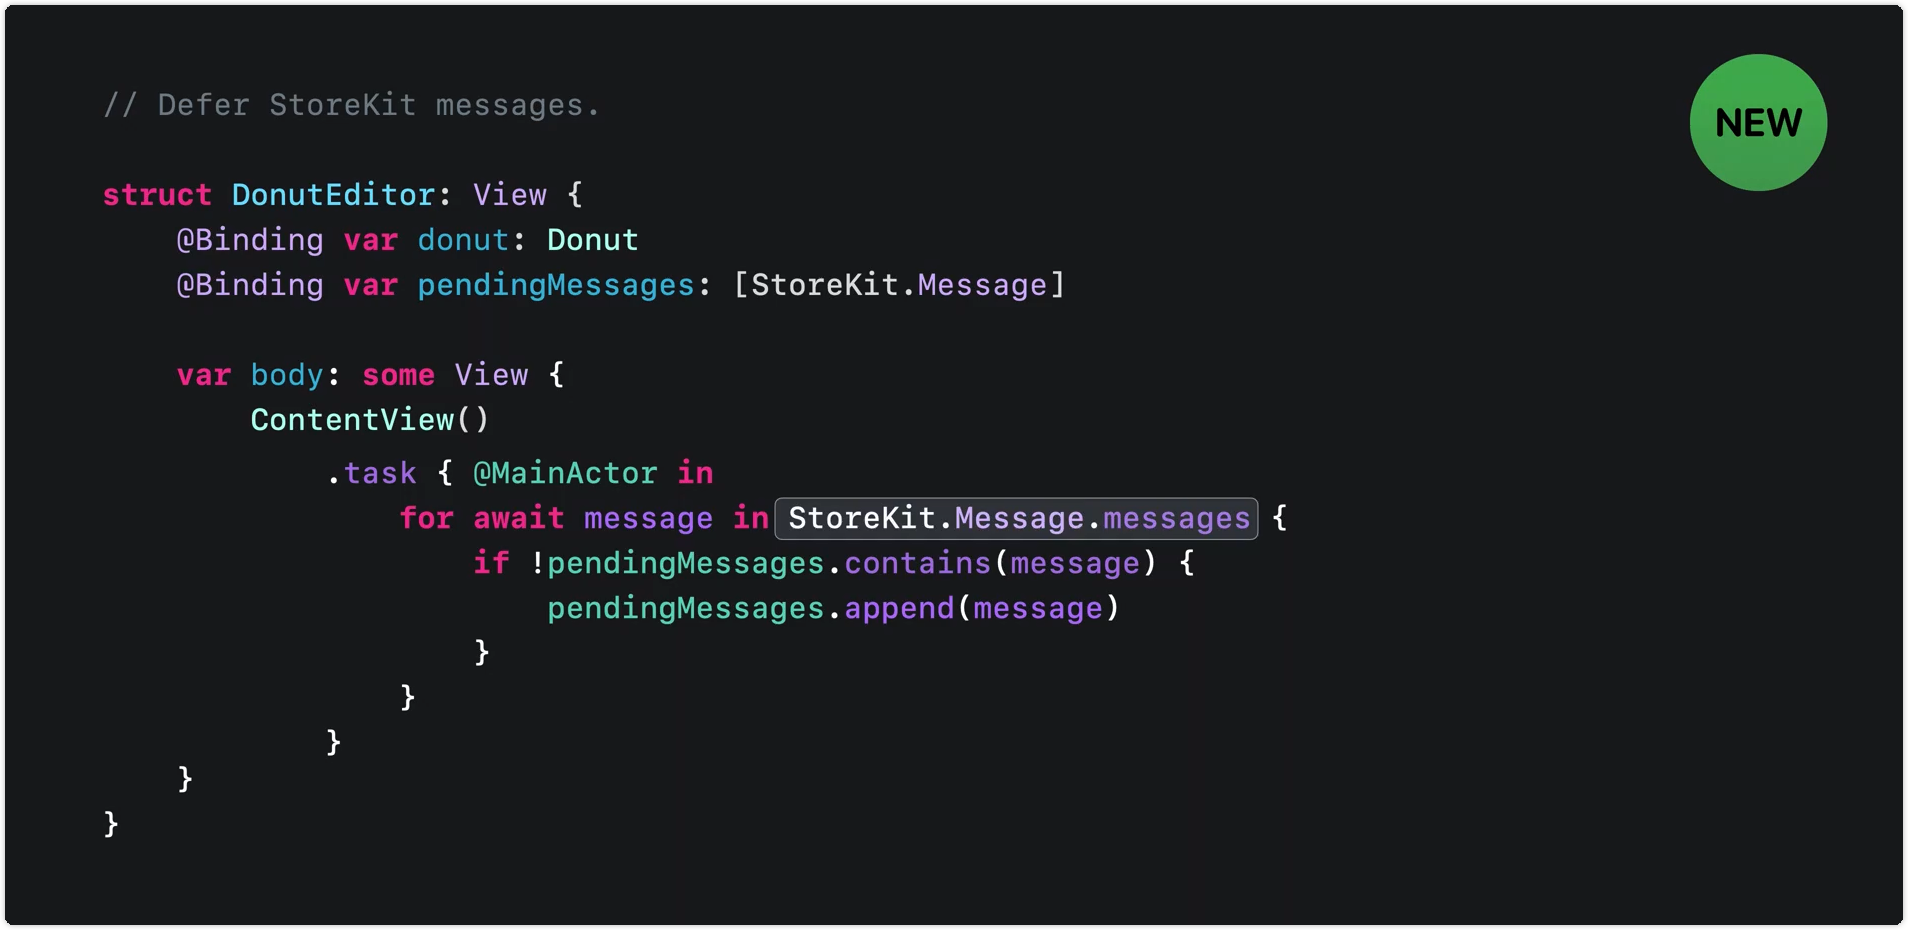 // Defer StoreKit messages.
NEW
struct DonutEditor: View {
    @Binding var donut: Donut
    @Binding var pendingMessages: [StoreKit.Message]
    var body: some View {
        ContentView()
            .task { @MainActor in
                for await message in StoreKit.Message.messages {
                    if !pendingMessages.contains(message) {
                        pendingMessages.append(message)
                    }
                }
            }
    }
}